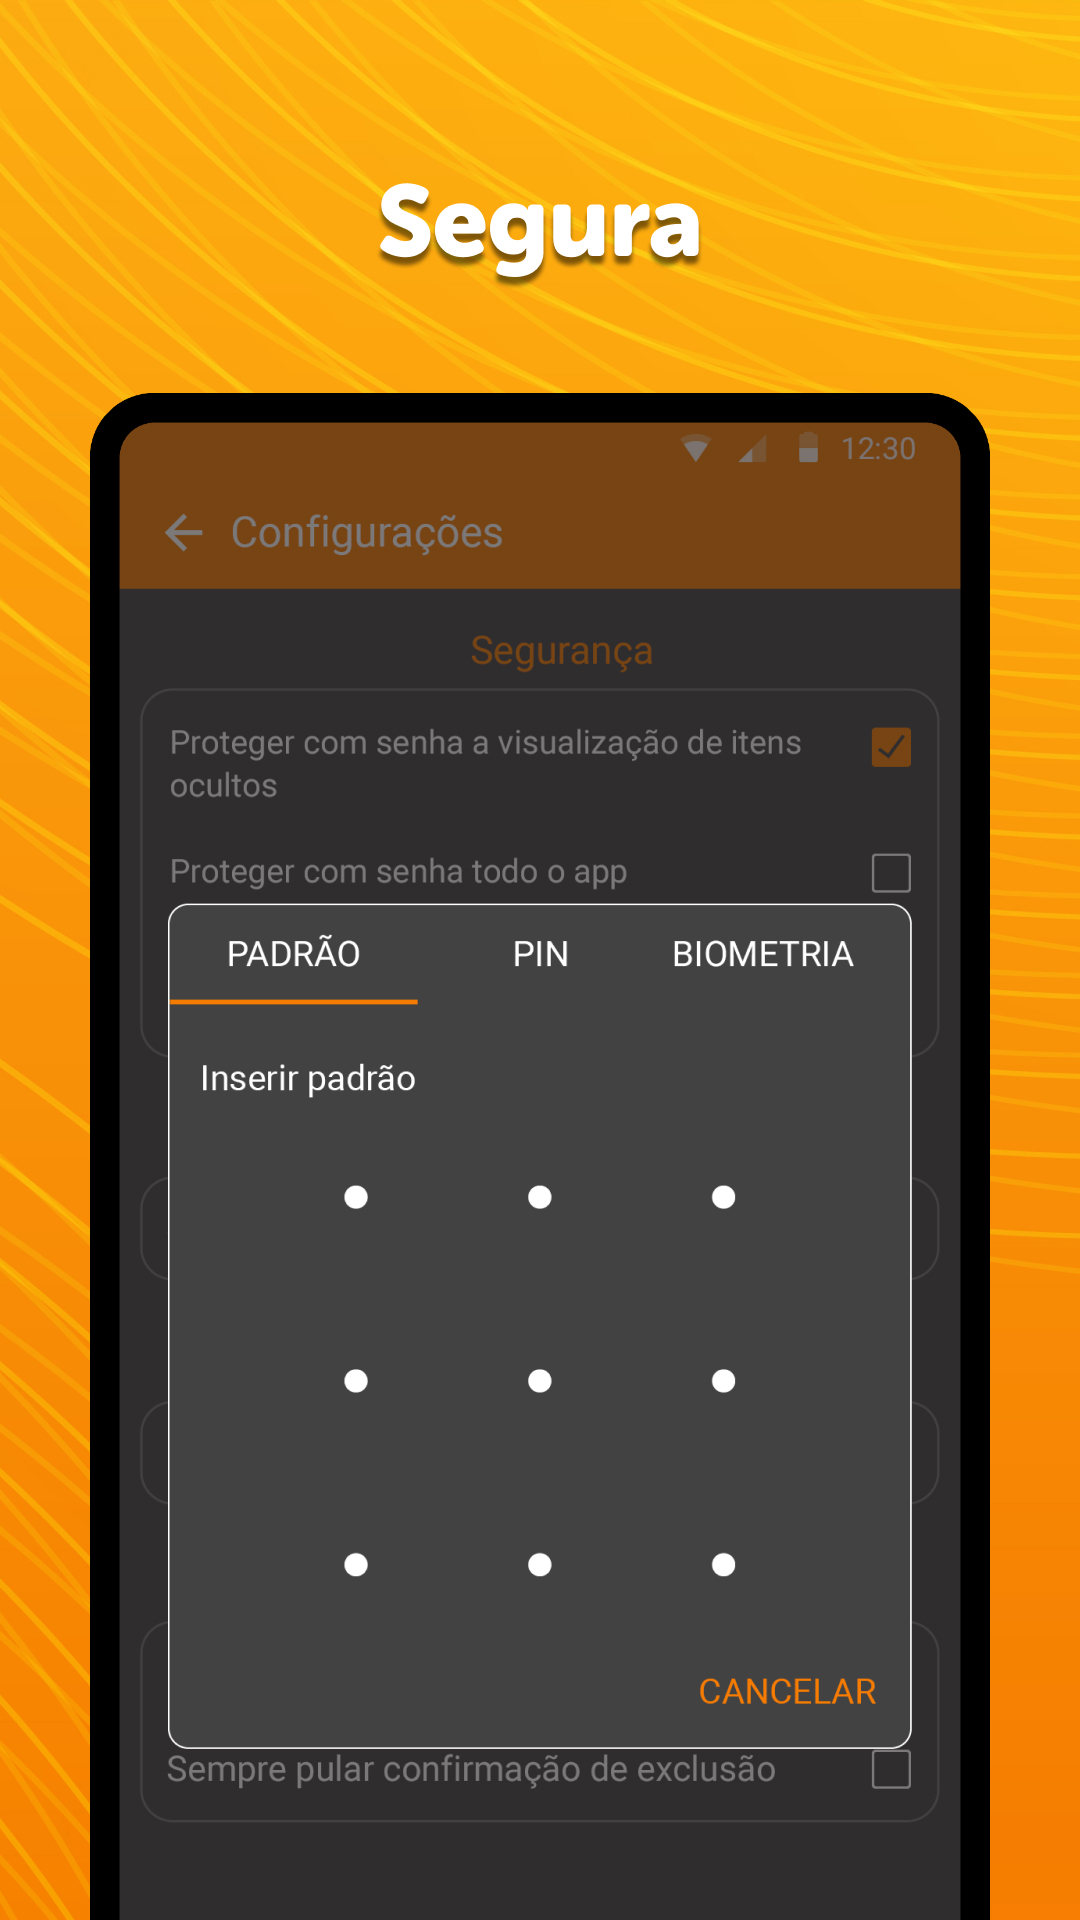 Segura
12:30
Configurações
Segurança
Proteger com senha a visualização de itens
ocultos
Proteger com senha todo o app
PADRÃO PIN BIOMETRIA
Inserir padrão
CANCELAR
Sempre pular confirmação de exclusão